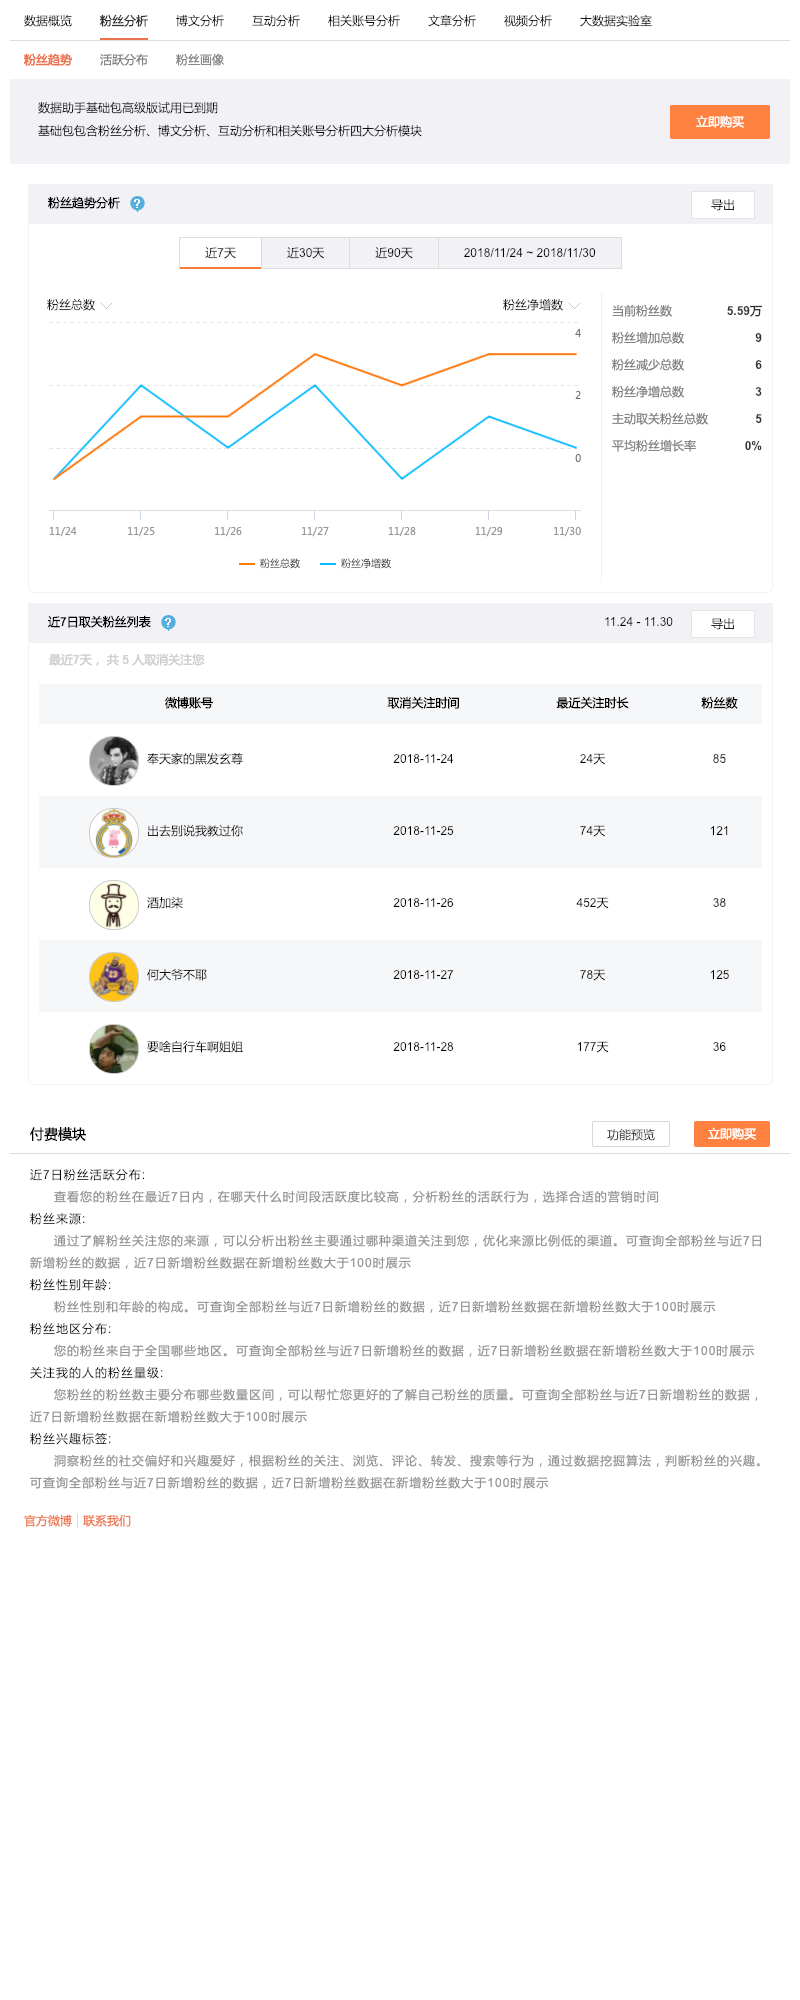 数据概览 粉丝分析 博文分析 互动分析 相关账号分析 文章分析 视频分析 大数据实验室
粉丝趋势 活跃分布 粉丝画像
数据助手基础包高级版试用已到期
基础包包含粉丝分析、博文分析、互动分析和相关账号分析四大分析模块
立即购买
粉丝趋势分析 ? 导出
近7天 近30天 近90天 2018/11/24 ~ 2018/11/30
粉丝总数 粉丝净增数
4
2
0
11/24 11/25 11/26 11/27 11/28 11/29 11/30
粉丝总数 粉丝净增数
当前粉丝数 5.59万
粉丝增加总数 9
粉丝减少总数 6
粉丝净增总数 3
主动取关粉丝总数 5
平均粉丝增长率 0%
近7日取关粉丝列表 ? 11.24 - 11.30 导出
最近7天， 共 5 人取消关注您
微博账号 取消关注时间 最近关注时长 粉丝数
奉天家的黑发玄尊 2018-11-24 24天 85
出去别说我教过你 2018-11-25 74天 121
酒加柒 2018-11-26 452天 38
何大爷不耶 2018-11-27 78天 125
要啥自行车啊姐姐 2018-11-28 177天 36
付费模块 功能预览 立即购买
近7日粉丝活跃分布:
查看您的粉丝在最近7日内，在哪天什么时间段活跃度比较高，分析粉丝的活跃行为，选择合适的营销时间
粉丝来源:
通过了解粉丝关注您的来源，可以分析出粉丝主要通过哪种渠道关注到您，优化来源比例低的渠道。可查询全部粉丝与近7日
新增粉丝的数据，近7日新增粉丝数据在新增粉丝数大于100时展示
粉丝性别年龄:
粉丝性别和年龄的构成。可查询全部粉丝与近7日新增粉丝的数据，近7日新增粉丝数据在新增粉丝数大于100时展示
粉丝地区分布:
您的粉丝来自于全国哪些地区。可查询全部粉丝与近7日新增粉丝的数据，近7日新增粉丝数据在新增粉丝数大于100时展示
关注我的人的粉丝量级:
您粉丝的粉丝数主要分布哪些数量区间，可以帮忙您更好的了解自己粉丝的质量。可查询全部粉丝与近7日新增粉丝的数据，
近7日新增粉丝数据在新增粉丝数大于100时展示
粉丝兴趣标签:
洞察粉丝的社交偏好和兴趣爱好，根据粉丝的关注、浏览、评论、转发、搜索等行为，通过数据挖掘算法，判断粉丝的兴趣。
可查询全部粉丝与近7日新增粉丝的数据，近7日新增粉丝数据在新增粉丝数大于100时展示
官方微博 | 联系我们